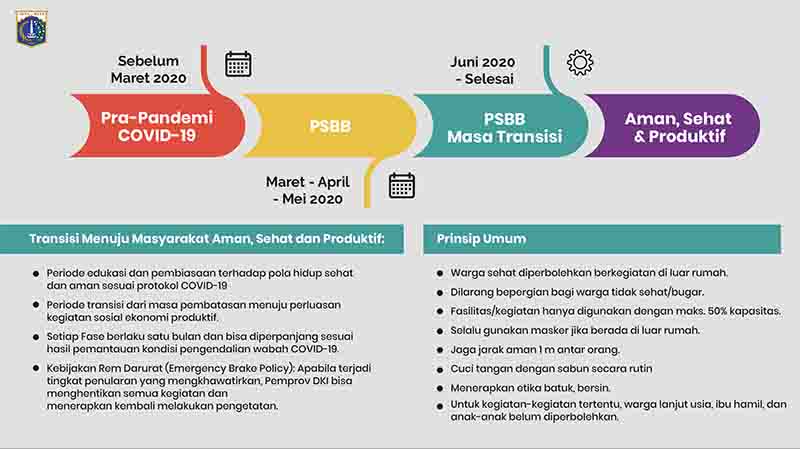 Sebelum
Maret 2020
Juni 2020
- Selesai
Pra-Pandemi
COVID-19
PSBB
PSBB
Masa Transisi
Aman, Sehat
& Produktif
Maret - April
- Mei 2020
Transisi Menuju Masyarakat Aman, Sehat dan Produktif:
Periode edukasi dan pembiasaan terhadap pola hidup sehat
dan aman sesuai protokol COVID-19
Periode transisi dari masa pembatasan menuju perluasan
kegiatan sosial ekonomi produktif.
Setiap Fase berlaku satu bulan dan bisa diperpanjang sesuai
hasil pemantauan kondisi pengendalian wabah COVID-19.
Kebijakan Rem Darurat (Emergency Brake Policy): Apabila terjadi
tingkat penularan yang mengkhawatirkan, Pemprov DKI bisa
menghentikan semua kegiatan dan
menerapkan kembali melakukan pengetatan.
Prinsip Umum
Warga sehat diperbolehkan berkegiatan di luar rumah.
Dilarang bepergian bagi warga tidak sehat/bugar.
Fasilitas/kegiatan hanya digunakan dengan maks. 50% kapasitas.
Selalu gunakan masker jika berada di luar rumah.
Jaga jarak aman 1 m antar orang.
Cuci tangan dengan sabun secara rutin
Menerapkan etika batuk, bersin.
Untuk kegiatan-kegiatan tertentu, warga lanjut usia, ibu hamil, dan
anak-anak belum diperbolehkan.